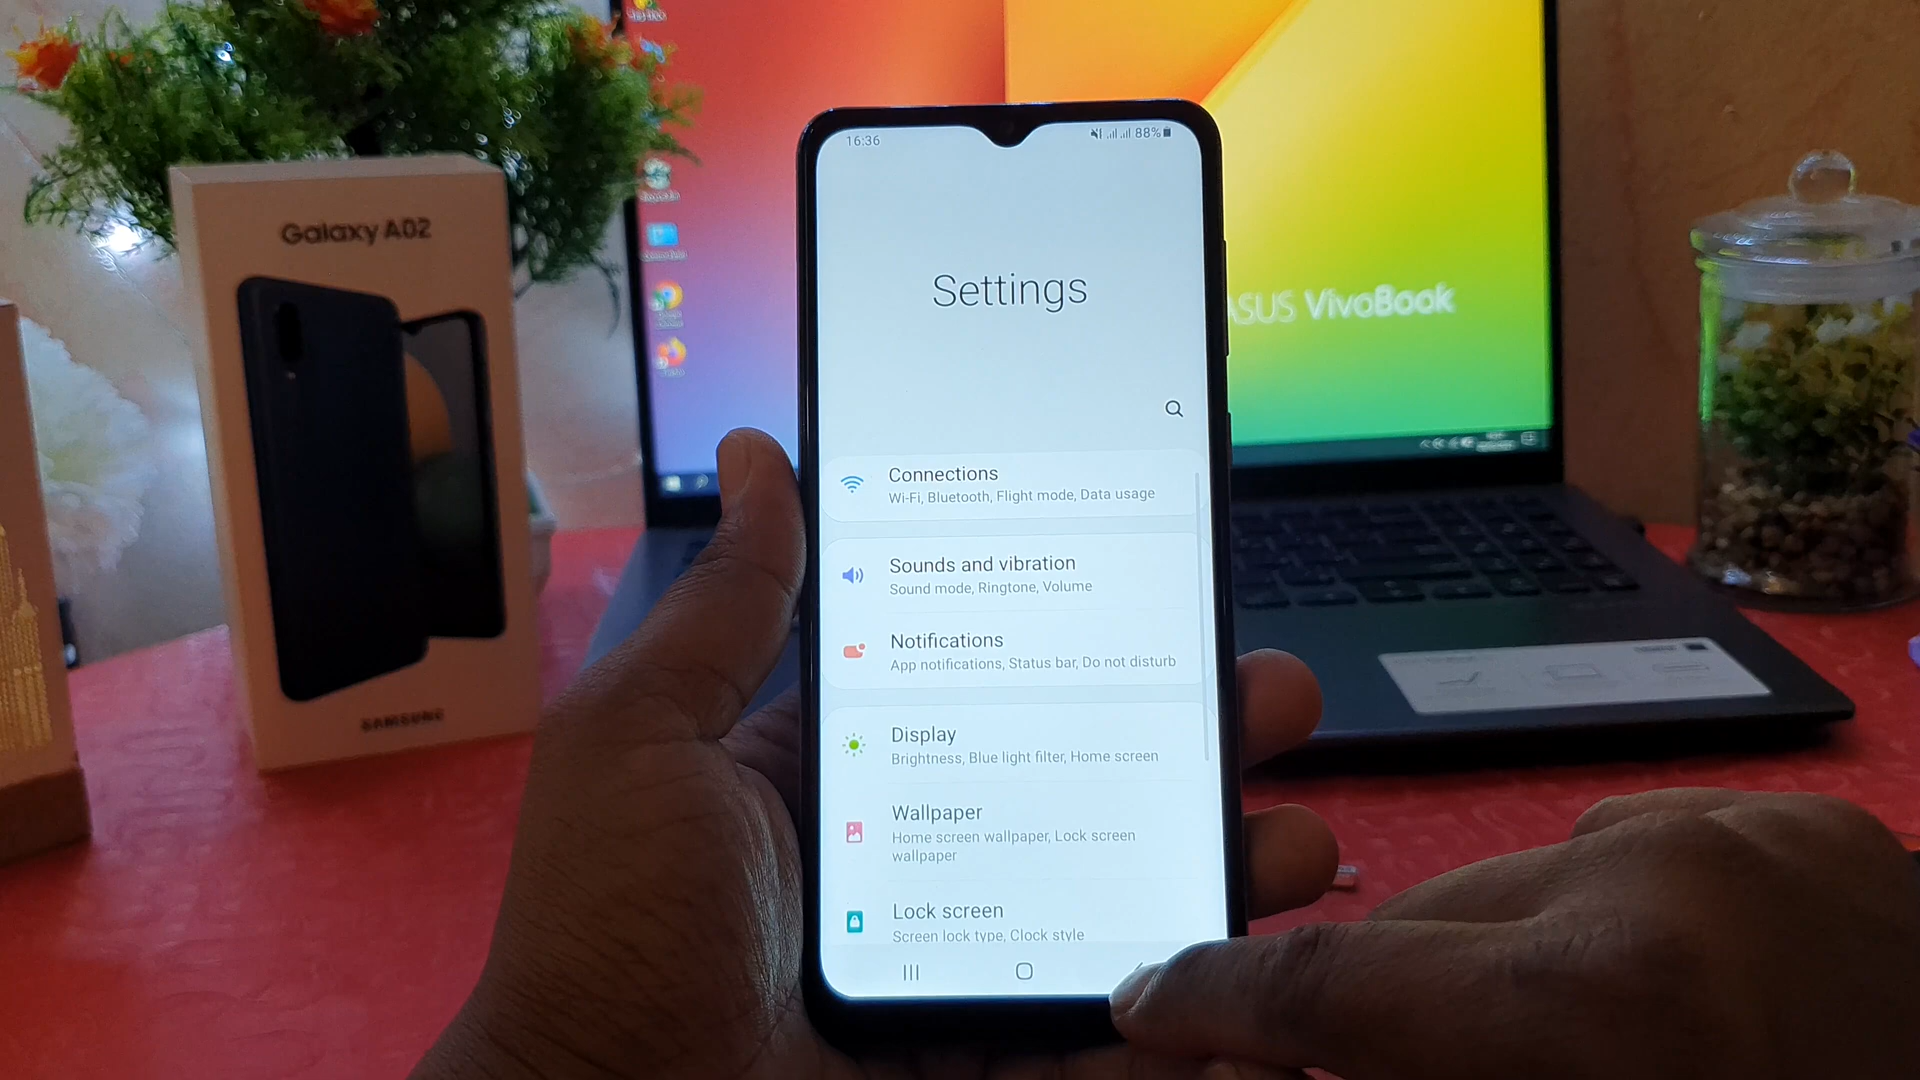 Galaxy A02
SAMSUNG
16:36
88%
Settings
Connections
Wi-Fi, Bluetooth, Flight mode, Data usage
Sounds and vibration
Sound mode, Ringtone, Volume
Notifications
App notifications, Status bar, Do not disturb
Display
Brightness, Blue light filter, Home screen
Wallpaper
Home screen wallpaper, Lock screen
wallpaper
Lock screen
Screen lock type, Clock style
ASUS VivoBook